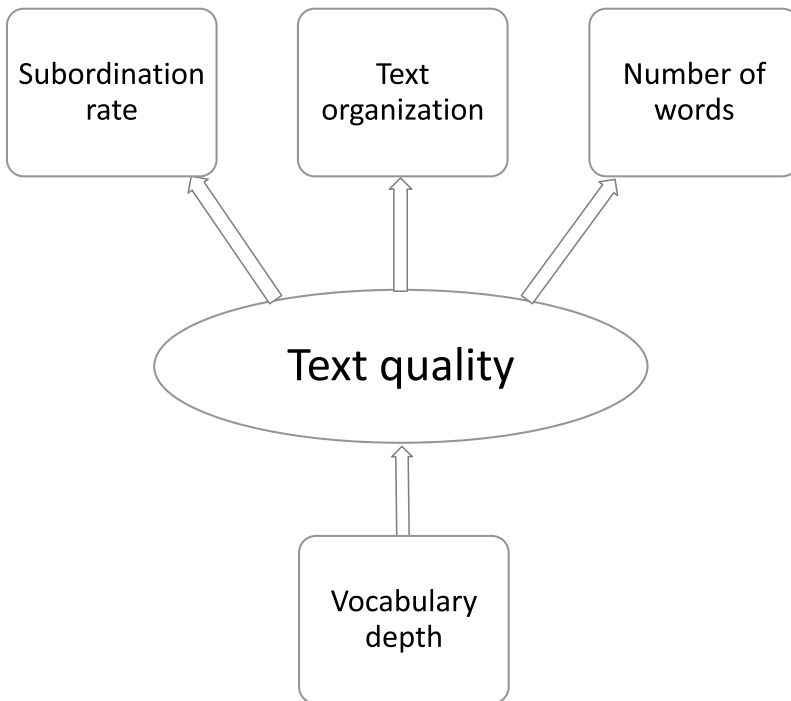 Subordination
rate
Text
organization
Number of
words
Text quality
Vocabulary
depth